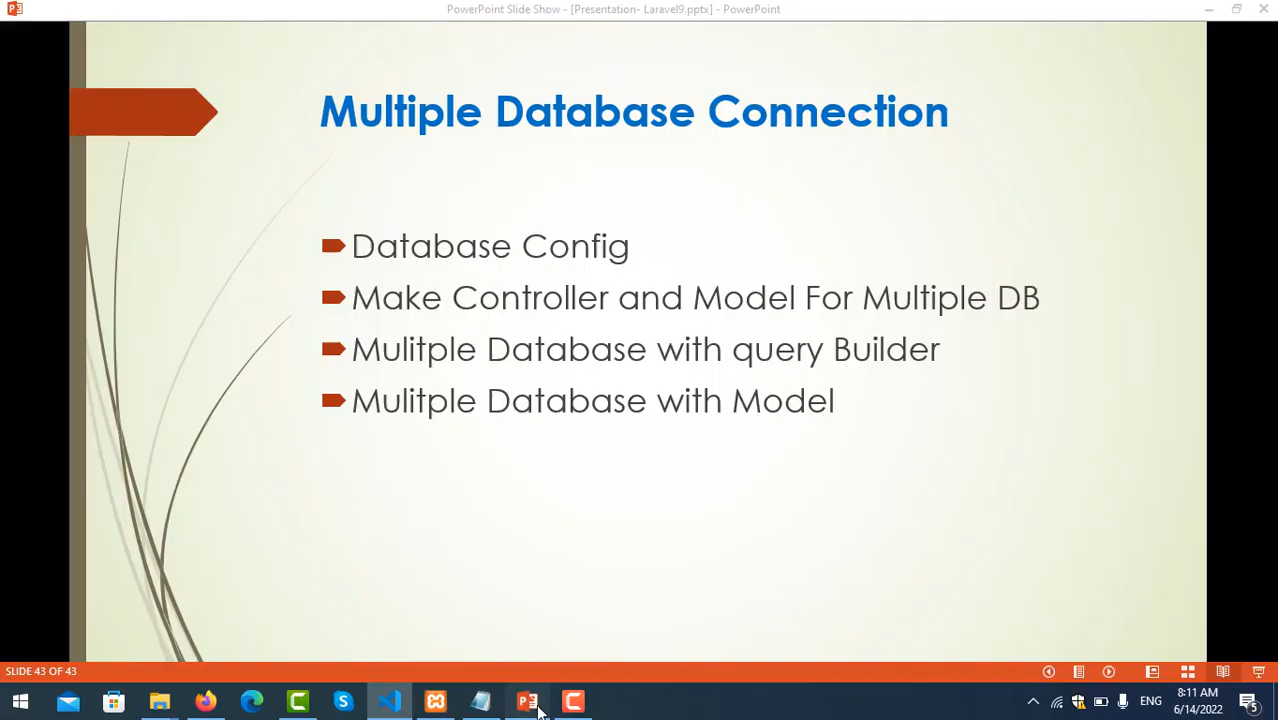 PowerPoint Slide Show - [Presentation- Laravel9.pptx] - PowerPoint
Multiple Database Connection
Database Config
Make Controller and Model For Multiple DB
Mulitple Database with query Builder
Mulitple Database with Model
SLIDE 43 OF 43
ENG
8:11 AM
6/14/2022
5